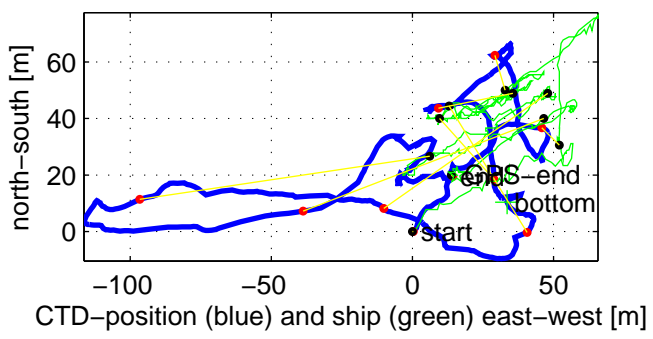 60
40
20
0
north−south [m]
GPS−end
end
bottom
start
−100
−50
0
50
CTD−position (blue) and ship (green) east−west [m]